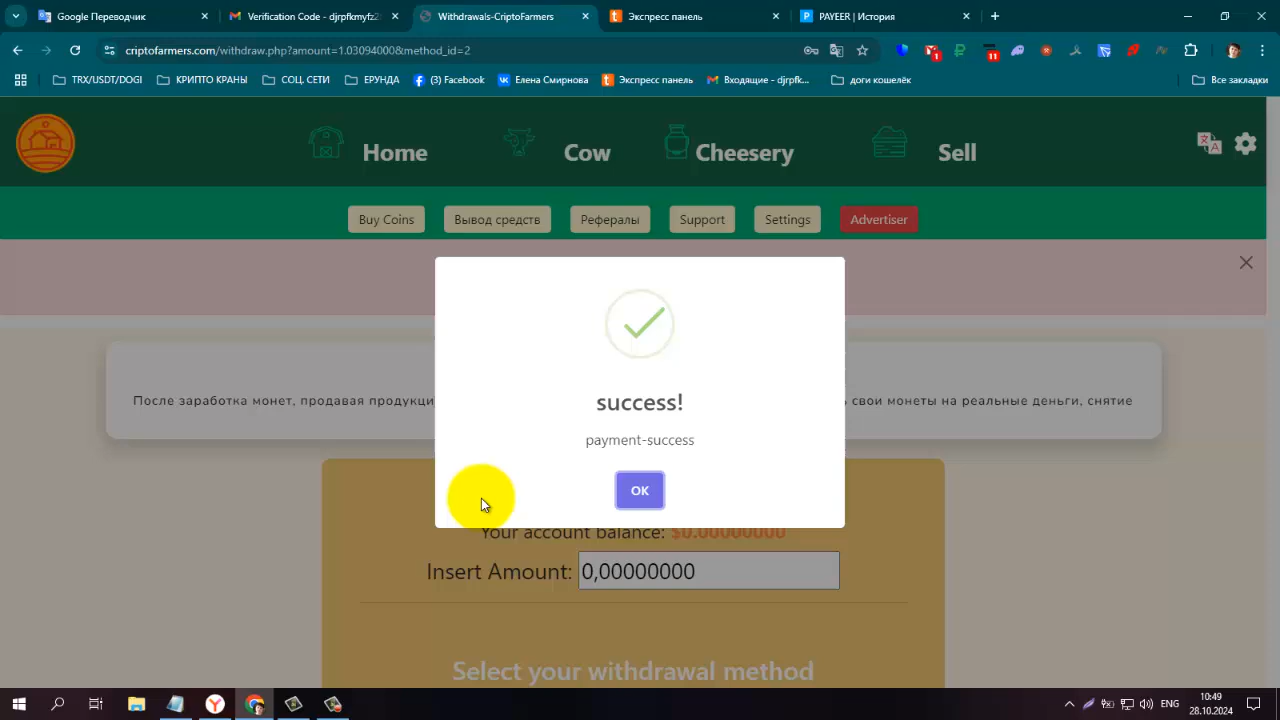 Google Переводчик
Verification Code - djrpfkmyfz2
Withdrawals-CriptoFarmers
Экспресс панель
PAYEER | История
criptofarmers.com/withdraw.php?amount=1.03094000&method_id=2
1
11
TRX/USDT/DOGI
КРИПТО КРАНЫ
СОЦ. СЕТИ
ЕРУНДА
(3) Facebook
Елена Смирнова
Экспресс панель
Входящие - djrpfk...
доги кошелёк
Все закладки
Home
Cow
Cheesery
Sell
Buy Coins
Вывод средств
Рефералы
Support
Settings
Advertiser
После заработка монет, продавая продукци
свои монеты на реальные деньги, снятие
success!
payment-success
OK
Your account balance: $0.00000000
Insert Amount: 0,00000000
Select your withdrawal method
ENG
10:49
28.10.2024